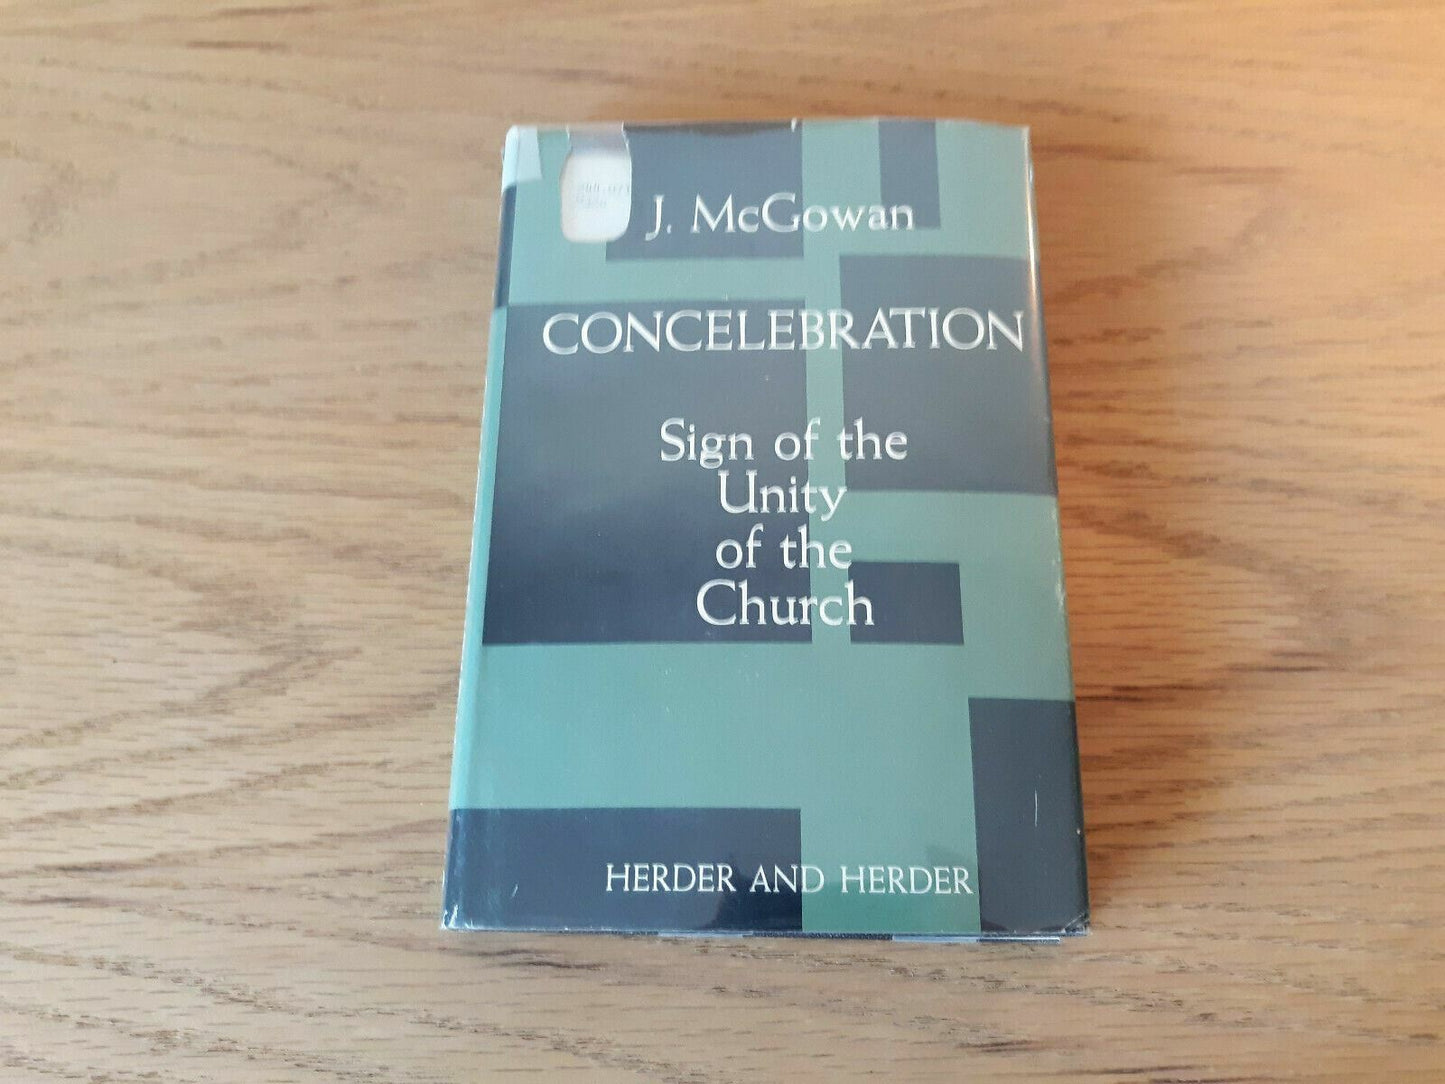 J. McGowan
CONCELEBRATION
Sign of the
Unity
of the
Church
HERDER AND HERDER